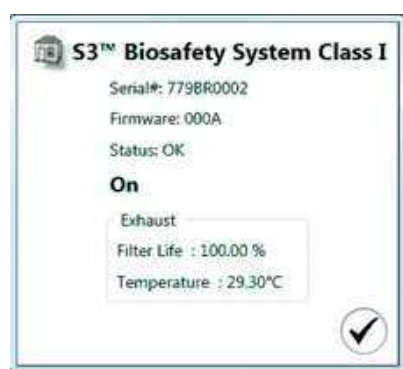 S3™ Biosafety System Class I
Serial#: 779BR0002
Firmware: 000A
Status: OK
On
Exhaust
Filter Life : 100.00 %
Temperature : 29.30°C